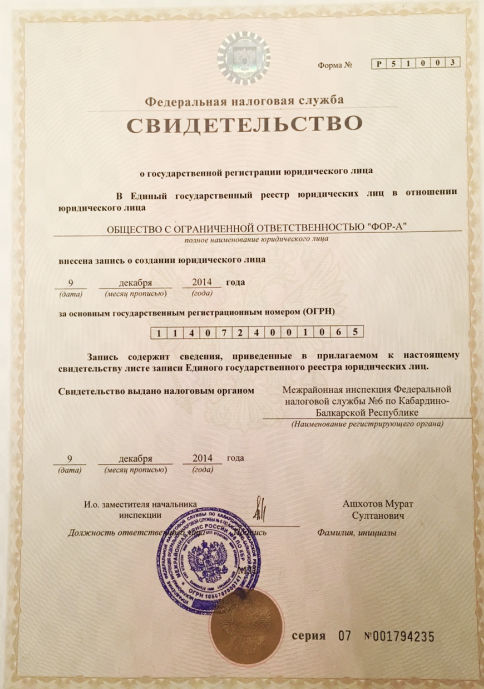 Форма № Р 5 1 0 0 3
Федеральная налоговая служба
СВИДЕТЕЛЬСТВО
о государственной регистрации юридического лица
В Единый государственный реестр юридических лиц в отношении
юридического лица
ОБЩЕСТВО С ОГРАНИЧЕННОЙ ОТВЕТСТВЕННОСТЬЮ "ФОР-А"
полное наименование юридического лица
внесена запись о создании юридического лица
9 декабря 2014 года
(дата) (месяц прописью) (года)
за основным государственным регистрационным номером (ОГРН)
1 1 4 0 7 2 4 0 0 1 0 6 5
Запись содержит сведения, приведенные в прилагаемом к настоящему
свидетельству листе записи Единого государственного реестра юридических лиц.
Свидетельство выдано налоговым органом Межрайонная инспекция Федеральной
налоговой службы №6 по Кабардино-
Балкарской Республике
(Наименование регистрирующего органа)
9 декабря 2014 года
(дата) (месяц прописью) (года)
И.о. заместителя начальника Ашхотов Мурат
инспекции Султанович
Должность Фамилия, инициалы
серия 07 №001794235